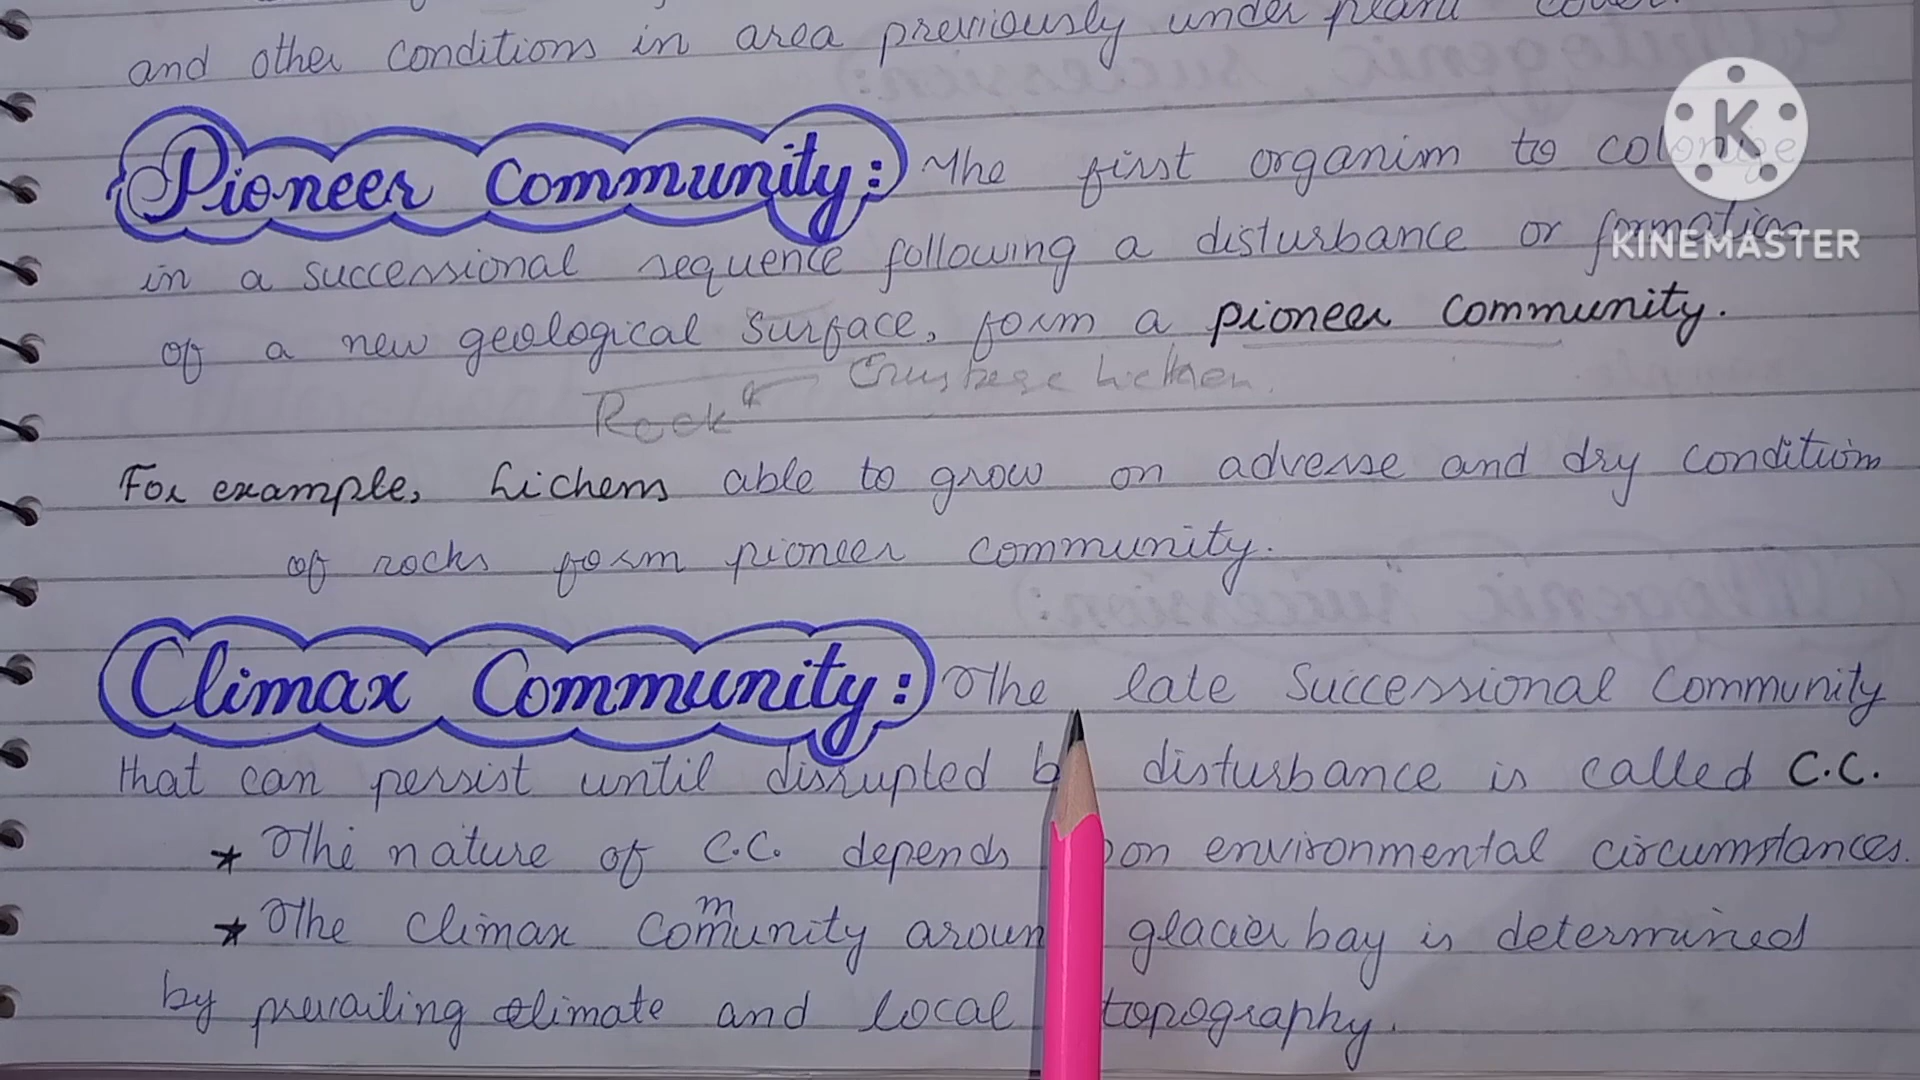 and other conditions in area previously under plant cover.
Pioneer Community: The first organim to colonize
in a successional sequence following a disturbance or formation
of a new geological surface, form a pioneer community.
Rock Crustose Lichen.
For example, Lichens able to grow on adverse and dry condition
of rocks form pioneer community.
Climax Community: The late Successional Community
that can persist until disrupted by disturbance is called C.C.
* The nature of C.C. depends upon environmental circumstances.
* The climax community around glacier bay is determined
by prevailing climate and local topography.
K
KINEMASTER